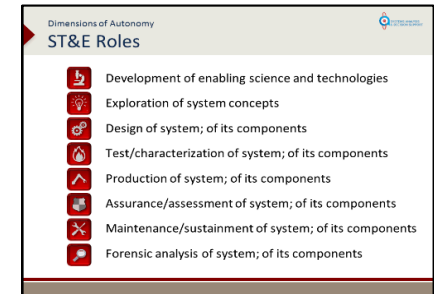 Dimensions of Autonomy
ST&E Roles
Development of enabling science and technologies
Exploration of system concepts
Design of system; of its components
Test/characterization of system; of its components
Production of system; of its components
Assurance/assessment of system; of its components
Maintenance/sustainment of system; of its components
Forensic analysis of system; of its components